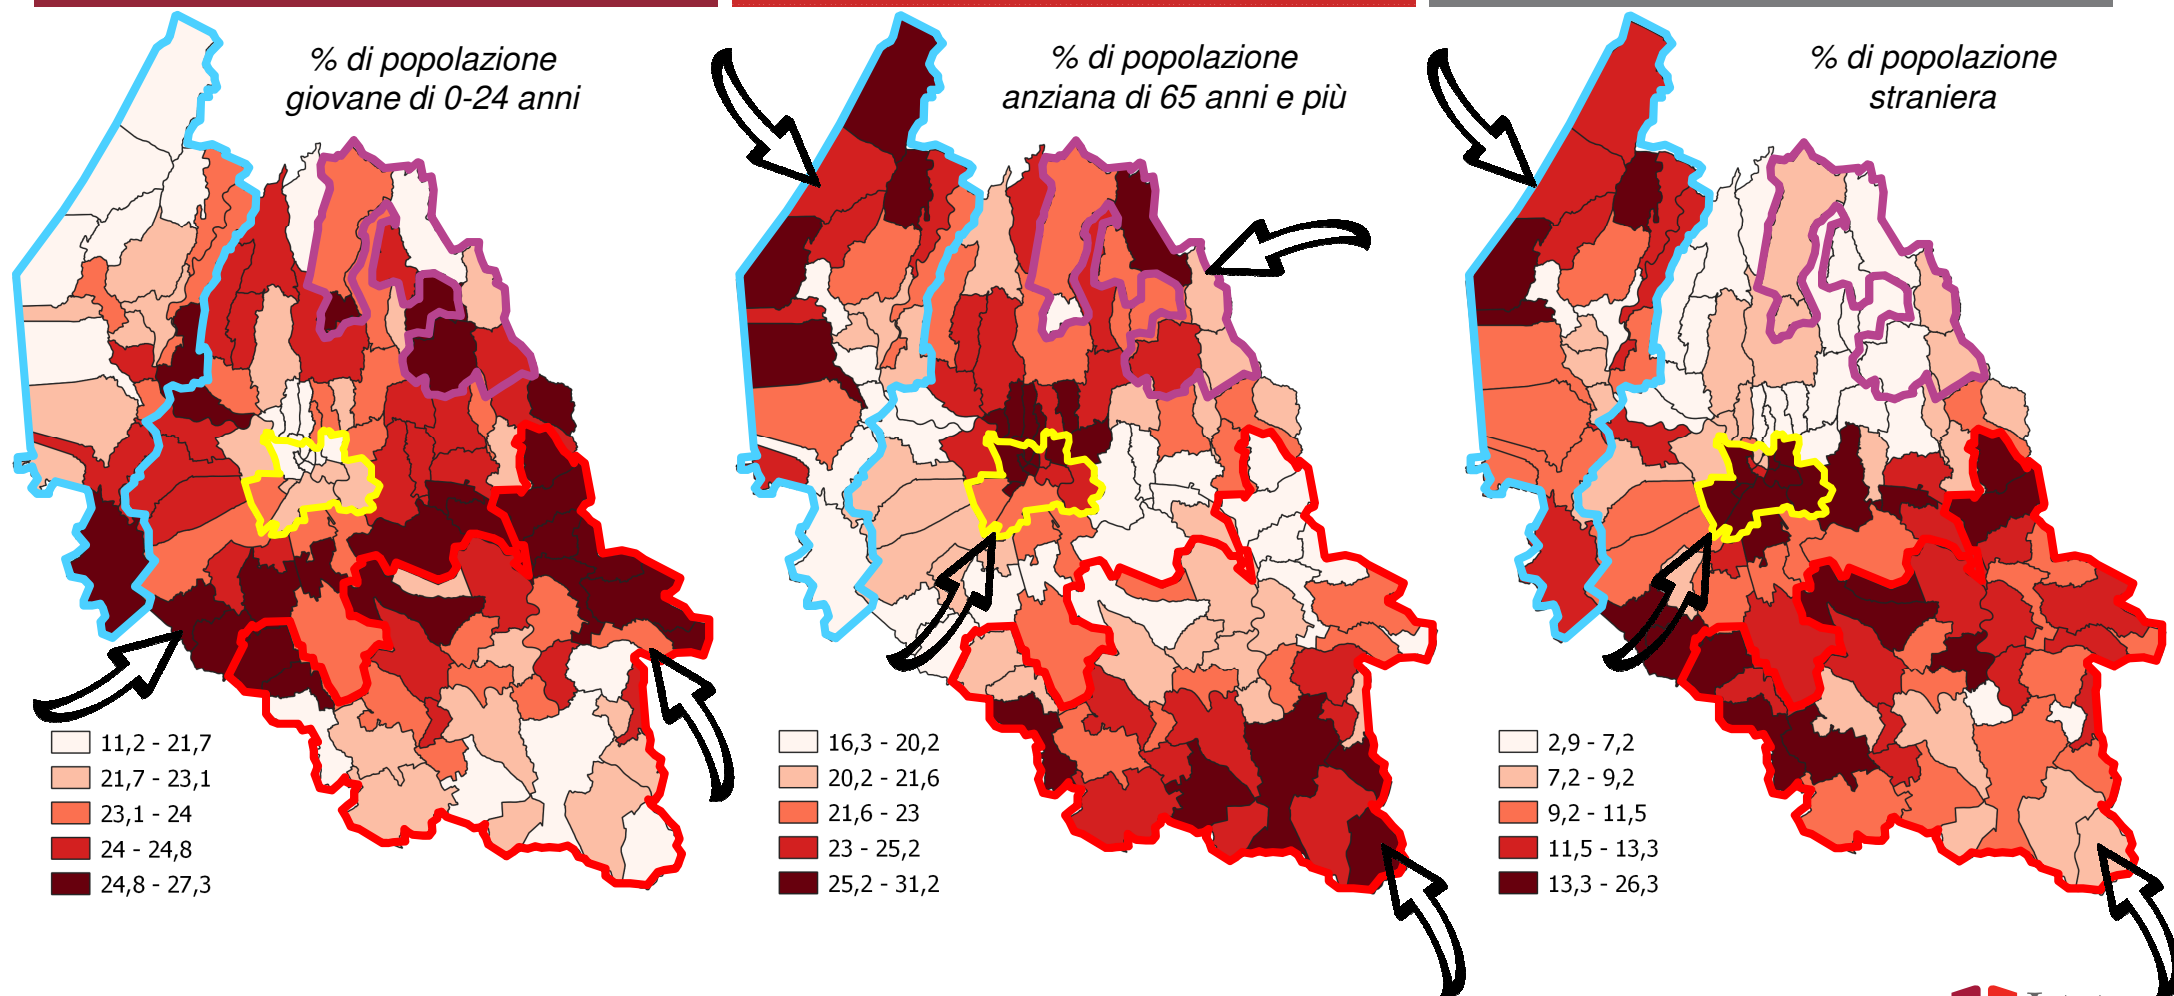 % di popolazione
giovane di 0-24 anni
% di popolazione
anziana di 65 anni e più
% di popolazione
straniera
11,2 - 21,7
21,7 - 23,1
23,1 - 24
24 - 24,8
24,8 - 27,3
16,3 - 20,2
20,2 - 21,6
21,6 - 23
23 - 25,2
25,2 - 31,2
2,9 - 7,2
7,2 - 9,2
9,2 - 11,5
11,5 - 13,3
13,3 - 26,3